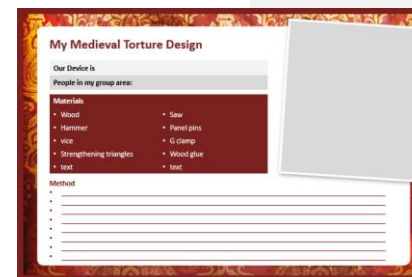 My Medieval Torture Design
Our Device is
People in my group area:
Materials
• Wood
• Hammer
• vice
• Strengthening triangles
• text
• Saw
• Panel pins
• G clamp
• Wood glue
• text
Method